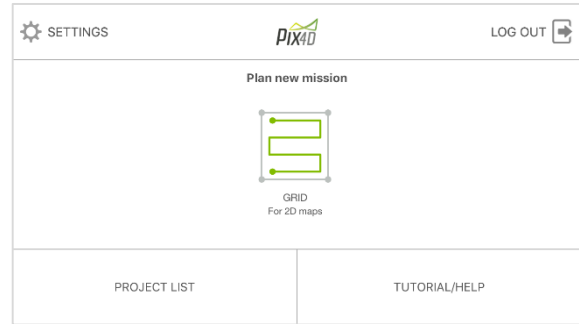 SETTINGS
PIX4D
LOG OUT
Plan new mission
GRID
For 2D maps
PROJECT LIST
TUTORIAL/HELP